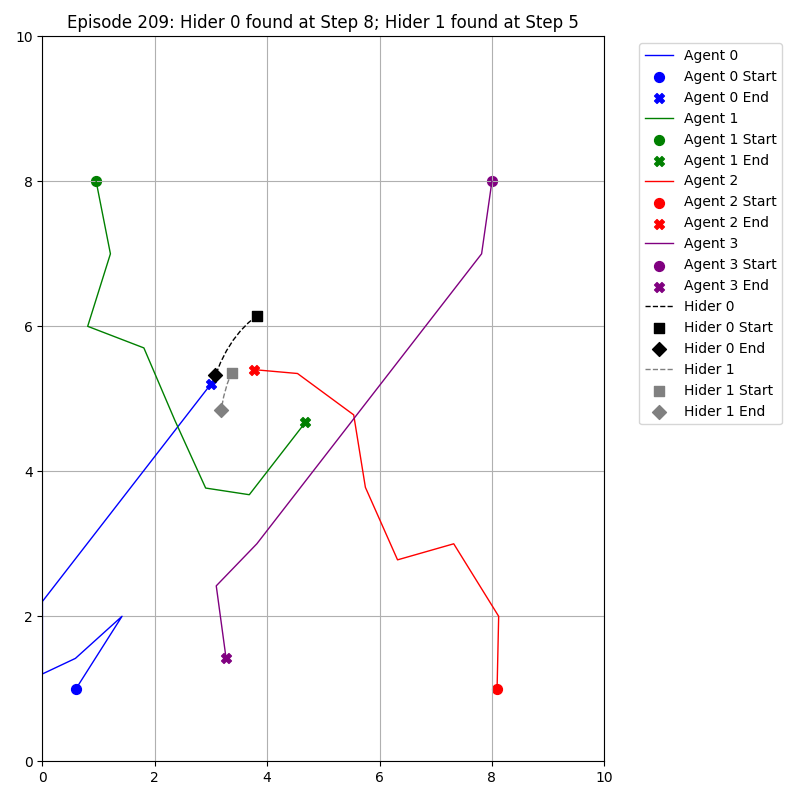 Episode 209: Hider 0 found at Step 8; Hider 1 found at Step 5
10
8
6
4
2
0
0 2 4 6 8 10
Agent 0
Agent 0 Start
Agent 0 End
Agent 1
Agent 1 Start
Agent 1 End
Agent 2
Agent 2 Start
Agent 2 End
Agent 3
Agent 3 Start
Agent 3 End
Hider 0
Hider 0 Start
Hider 0 End
Hider 1
Hider 1 Start
Hider 1 End